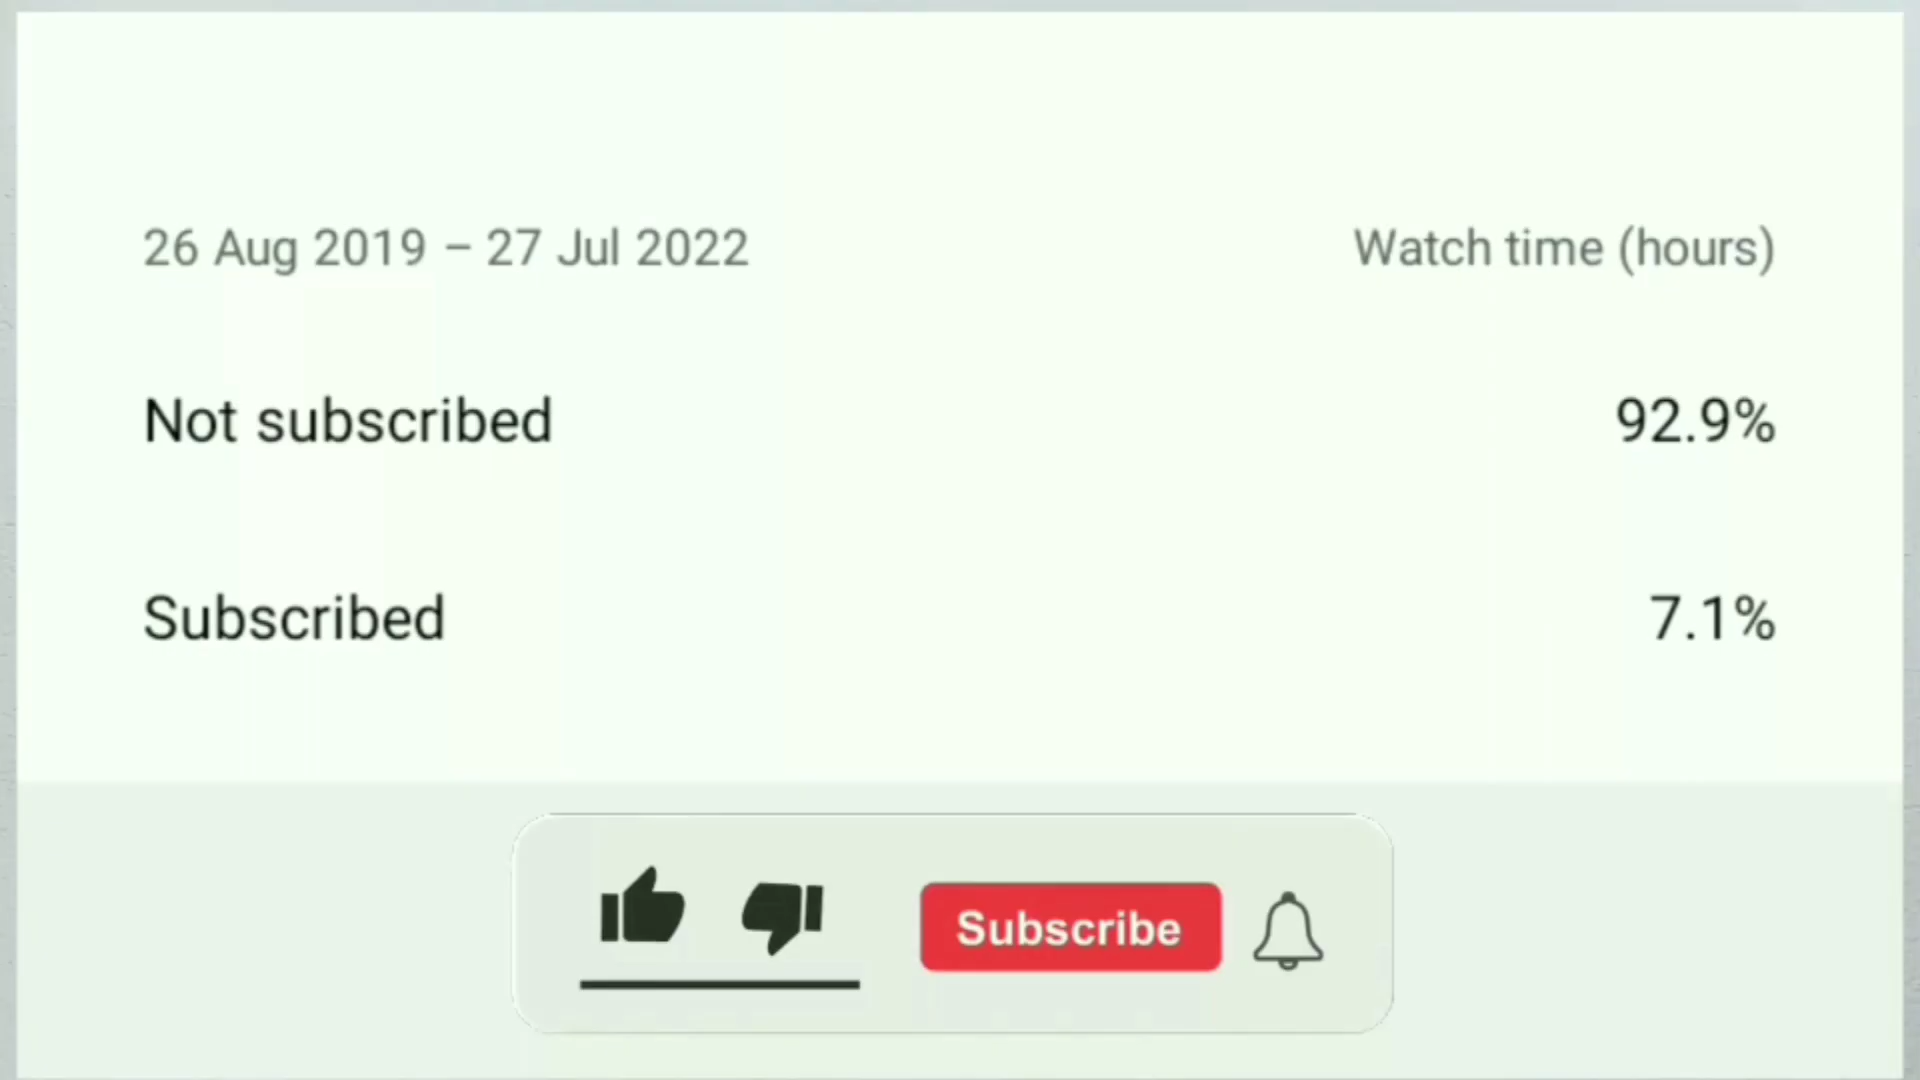 26 Aug 2019 – 27 Jul 2022 Watch time (hours)
Not subscribed 92.9%
Subscribed 7.1%
Subscribe